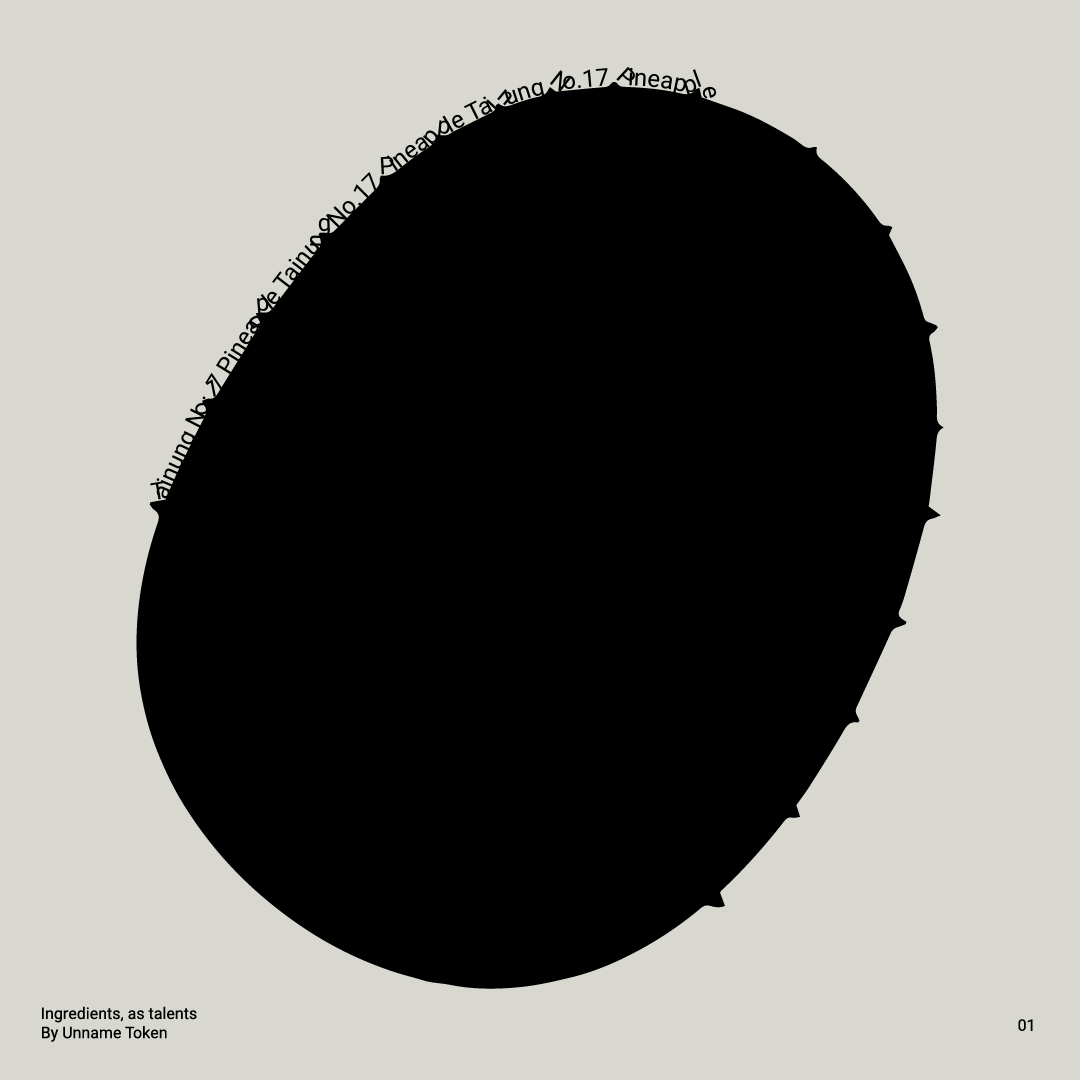 Tainung No.17 Pineapple Tainung No.17 Pineapple Tainung No.17 Pineapple
Ingredients, as talents
By Unname Token
01